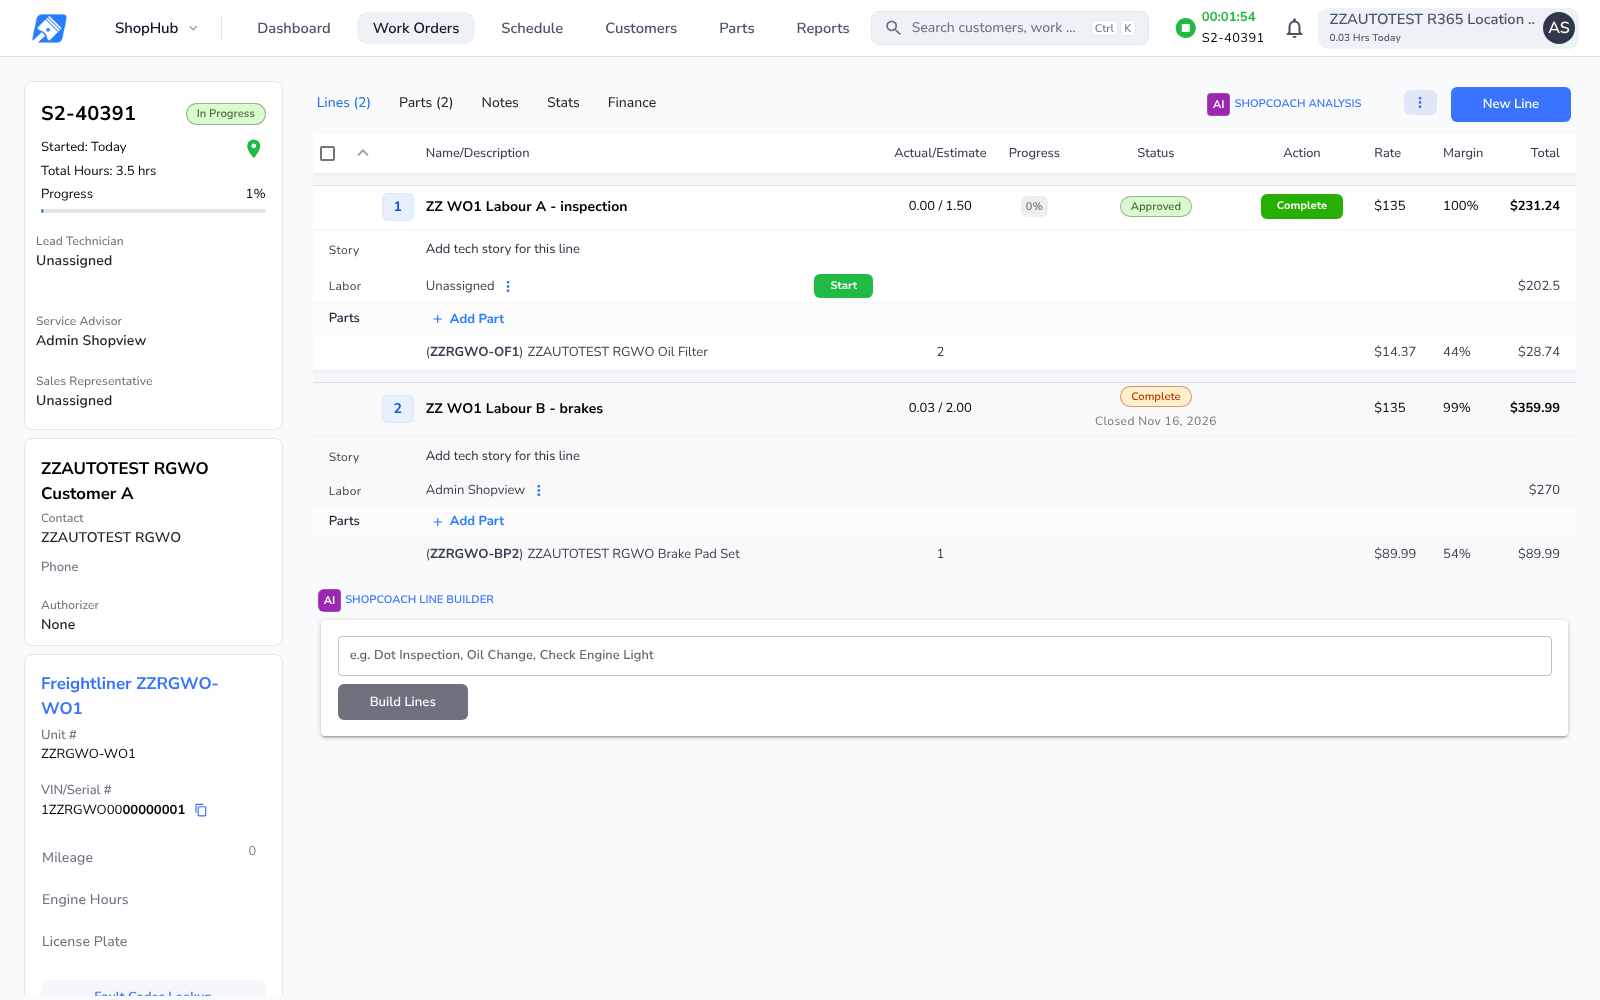 ShopHub
Dashboard
Work Orders
Schedule
Customers
Parts
Reports
Search customers, work ...
Ctrl K
00:01:54
S2-40391
ZZAUTOTEST R365 Location ..
0.03 Hrs Today
AS
S2-40391
In Progress
Started: Today
Total Hours: 3.5 hrs
Progress 1%
Lead Technician
Unassigned
Service Advisor
Admin Shopview
Sales Representative
Unassigned
ZZAUTOTEST RGWO
Customer A
Contact
ZZAUTOTEST RGWO
Phone
Authorizer
None
Freightliner ZZRGWO-
WO1
Unit #
ZZRGWO-WO1
VIN/Serial #
1ZZRGWO0000000001
Mileage 0
Engine Hours
License Plate
Fault Codes Lookup
Lines (2)
Parts (2)
Notes
Stats
Finance
AI SHOPCOACH ANALYSIS
New Line
Name/Description Actual/Estimate Progress Status Action Rate Margin Total
1 ZZ WO1 Labour A - inspection 0.00 / 1.50 0% Approved Complete $135 100% $231.24
Story Add tech story for this line
Labor Unassigned Start $202.5
Parts + Add Part
(ZZRGWO-OF1) ZZAUTOTEST RGWO Oil Filter 2 $14.37 44% $28.74
2 ZZ WO1 Labour B - brakes 0.03 / 2.00 Complete $135 99% $359.99
Closed Nov 16, 2026
Story Add tech story for this line
Labor Admin Shopview $270
Parts + Add Part
(ZZRGWO-BP2) ZZAUTOTEST RGWO Brake Pad Set 1 $89.99 54% $89.99
AI SHOPCOACH LINE BUILDER
e.g. Dot Inspection, Oil Change, Check Engine Light
Build Lines